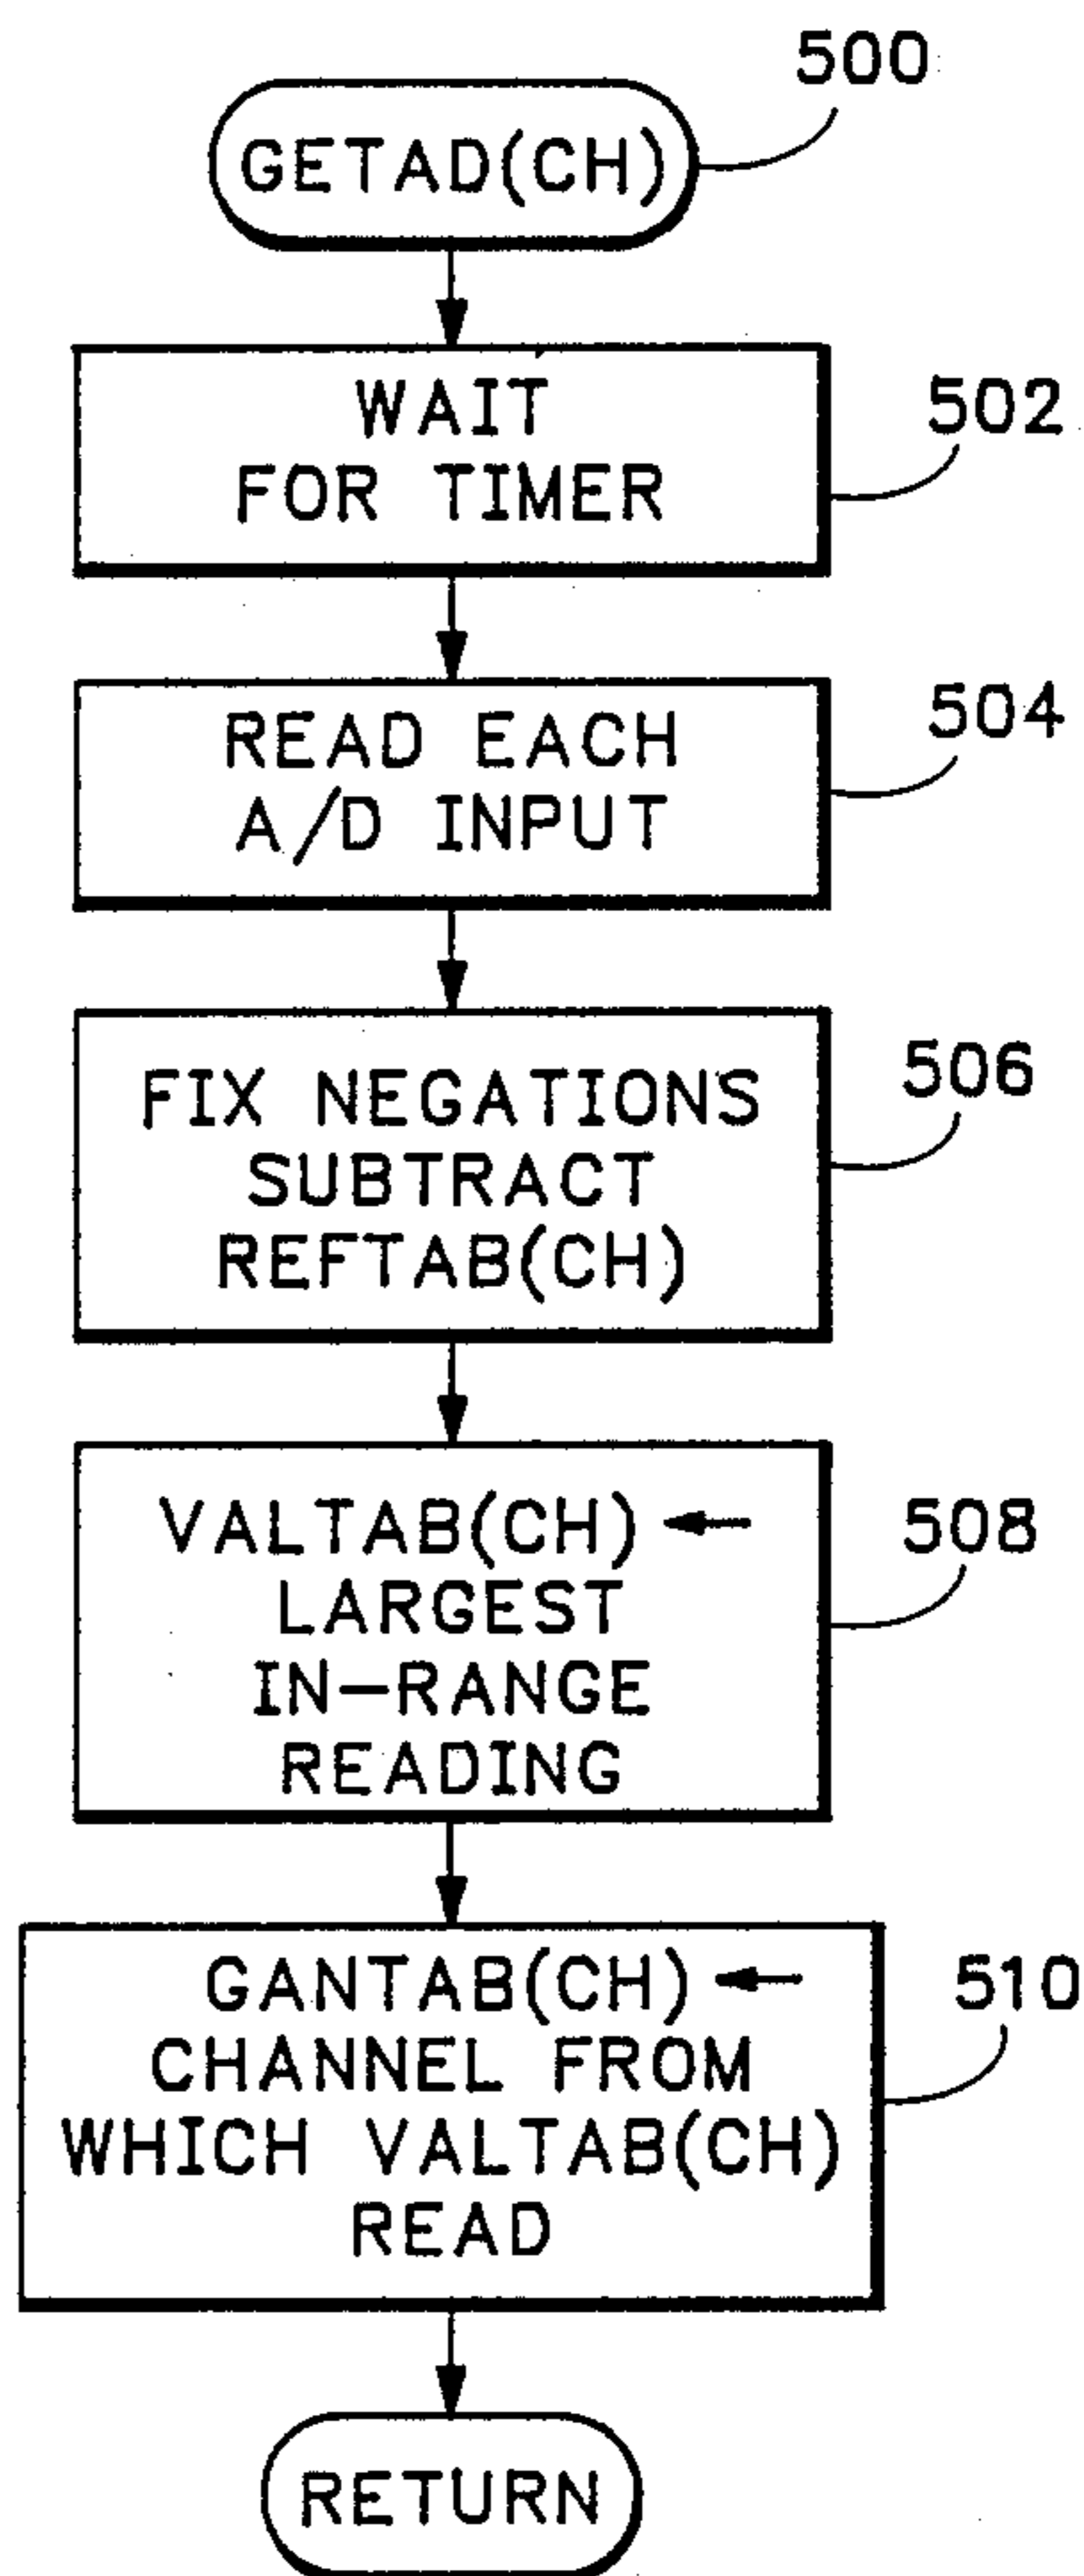 500
GETAD(CH)
WAIT
FOR TIMER
502
READ EACH
A/D INPUT
504
FIX NEGATIONS
SUBTRACT
REFTAB(CH)
506
VALTAB(CH) ←
LARGEST
IN-RANGE
READING
508
GANTAB(CH) ←
CHANNEL FROM
WHICH VALTAB(CH)
READ
510
RETURN